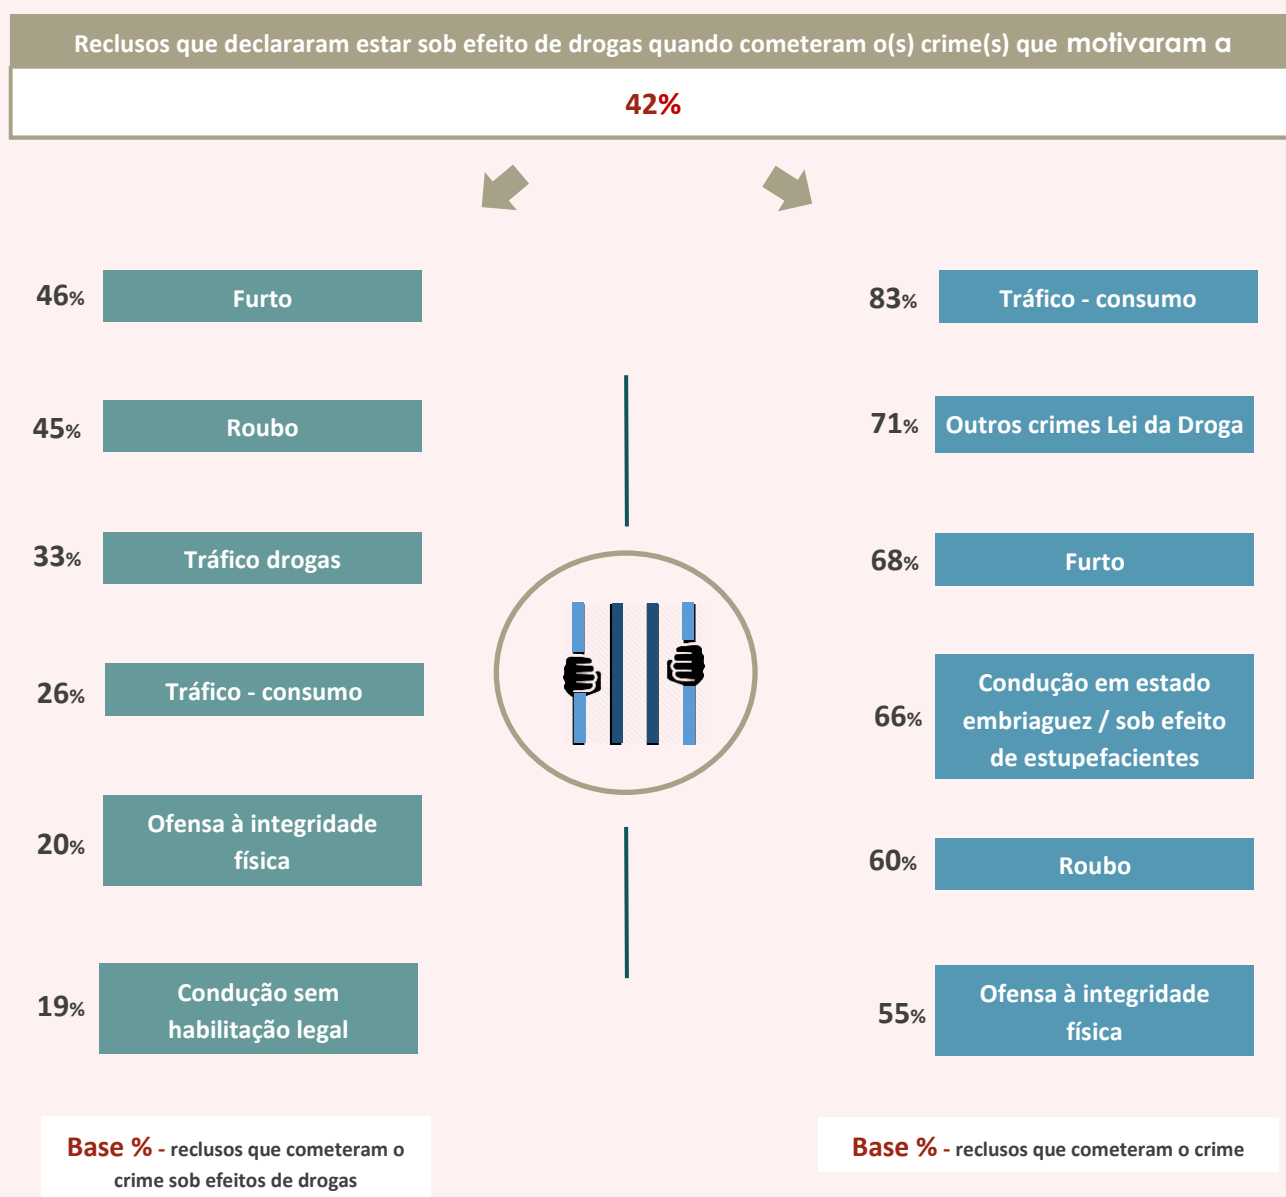 Reclusos que declararam estar sob efeito de drogas quando cometeram o(s) crime(s) que motivaram a
42%
46%
Furto
45%
Roubo
33%
Tráfico drogas
26%
Tráfico - consumo
20%
Ofensa à integridade
física
19%
Condução sem
habilitação legal
Base % - reclusos que cometeram o
crime sob efeitos de drogas
83%
Tráfico - consumo
71%
Outros crimes Lei da Droga
68%
Furto
66%
Condução em estado
embriaguez / sob efeito
de estupefacientes
60%
Roubo
55%
Ofensa à integridade
física
Base % - reclusos que cometeram o crime